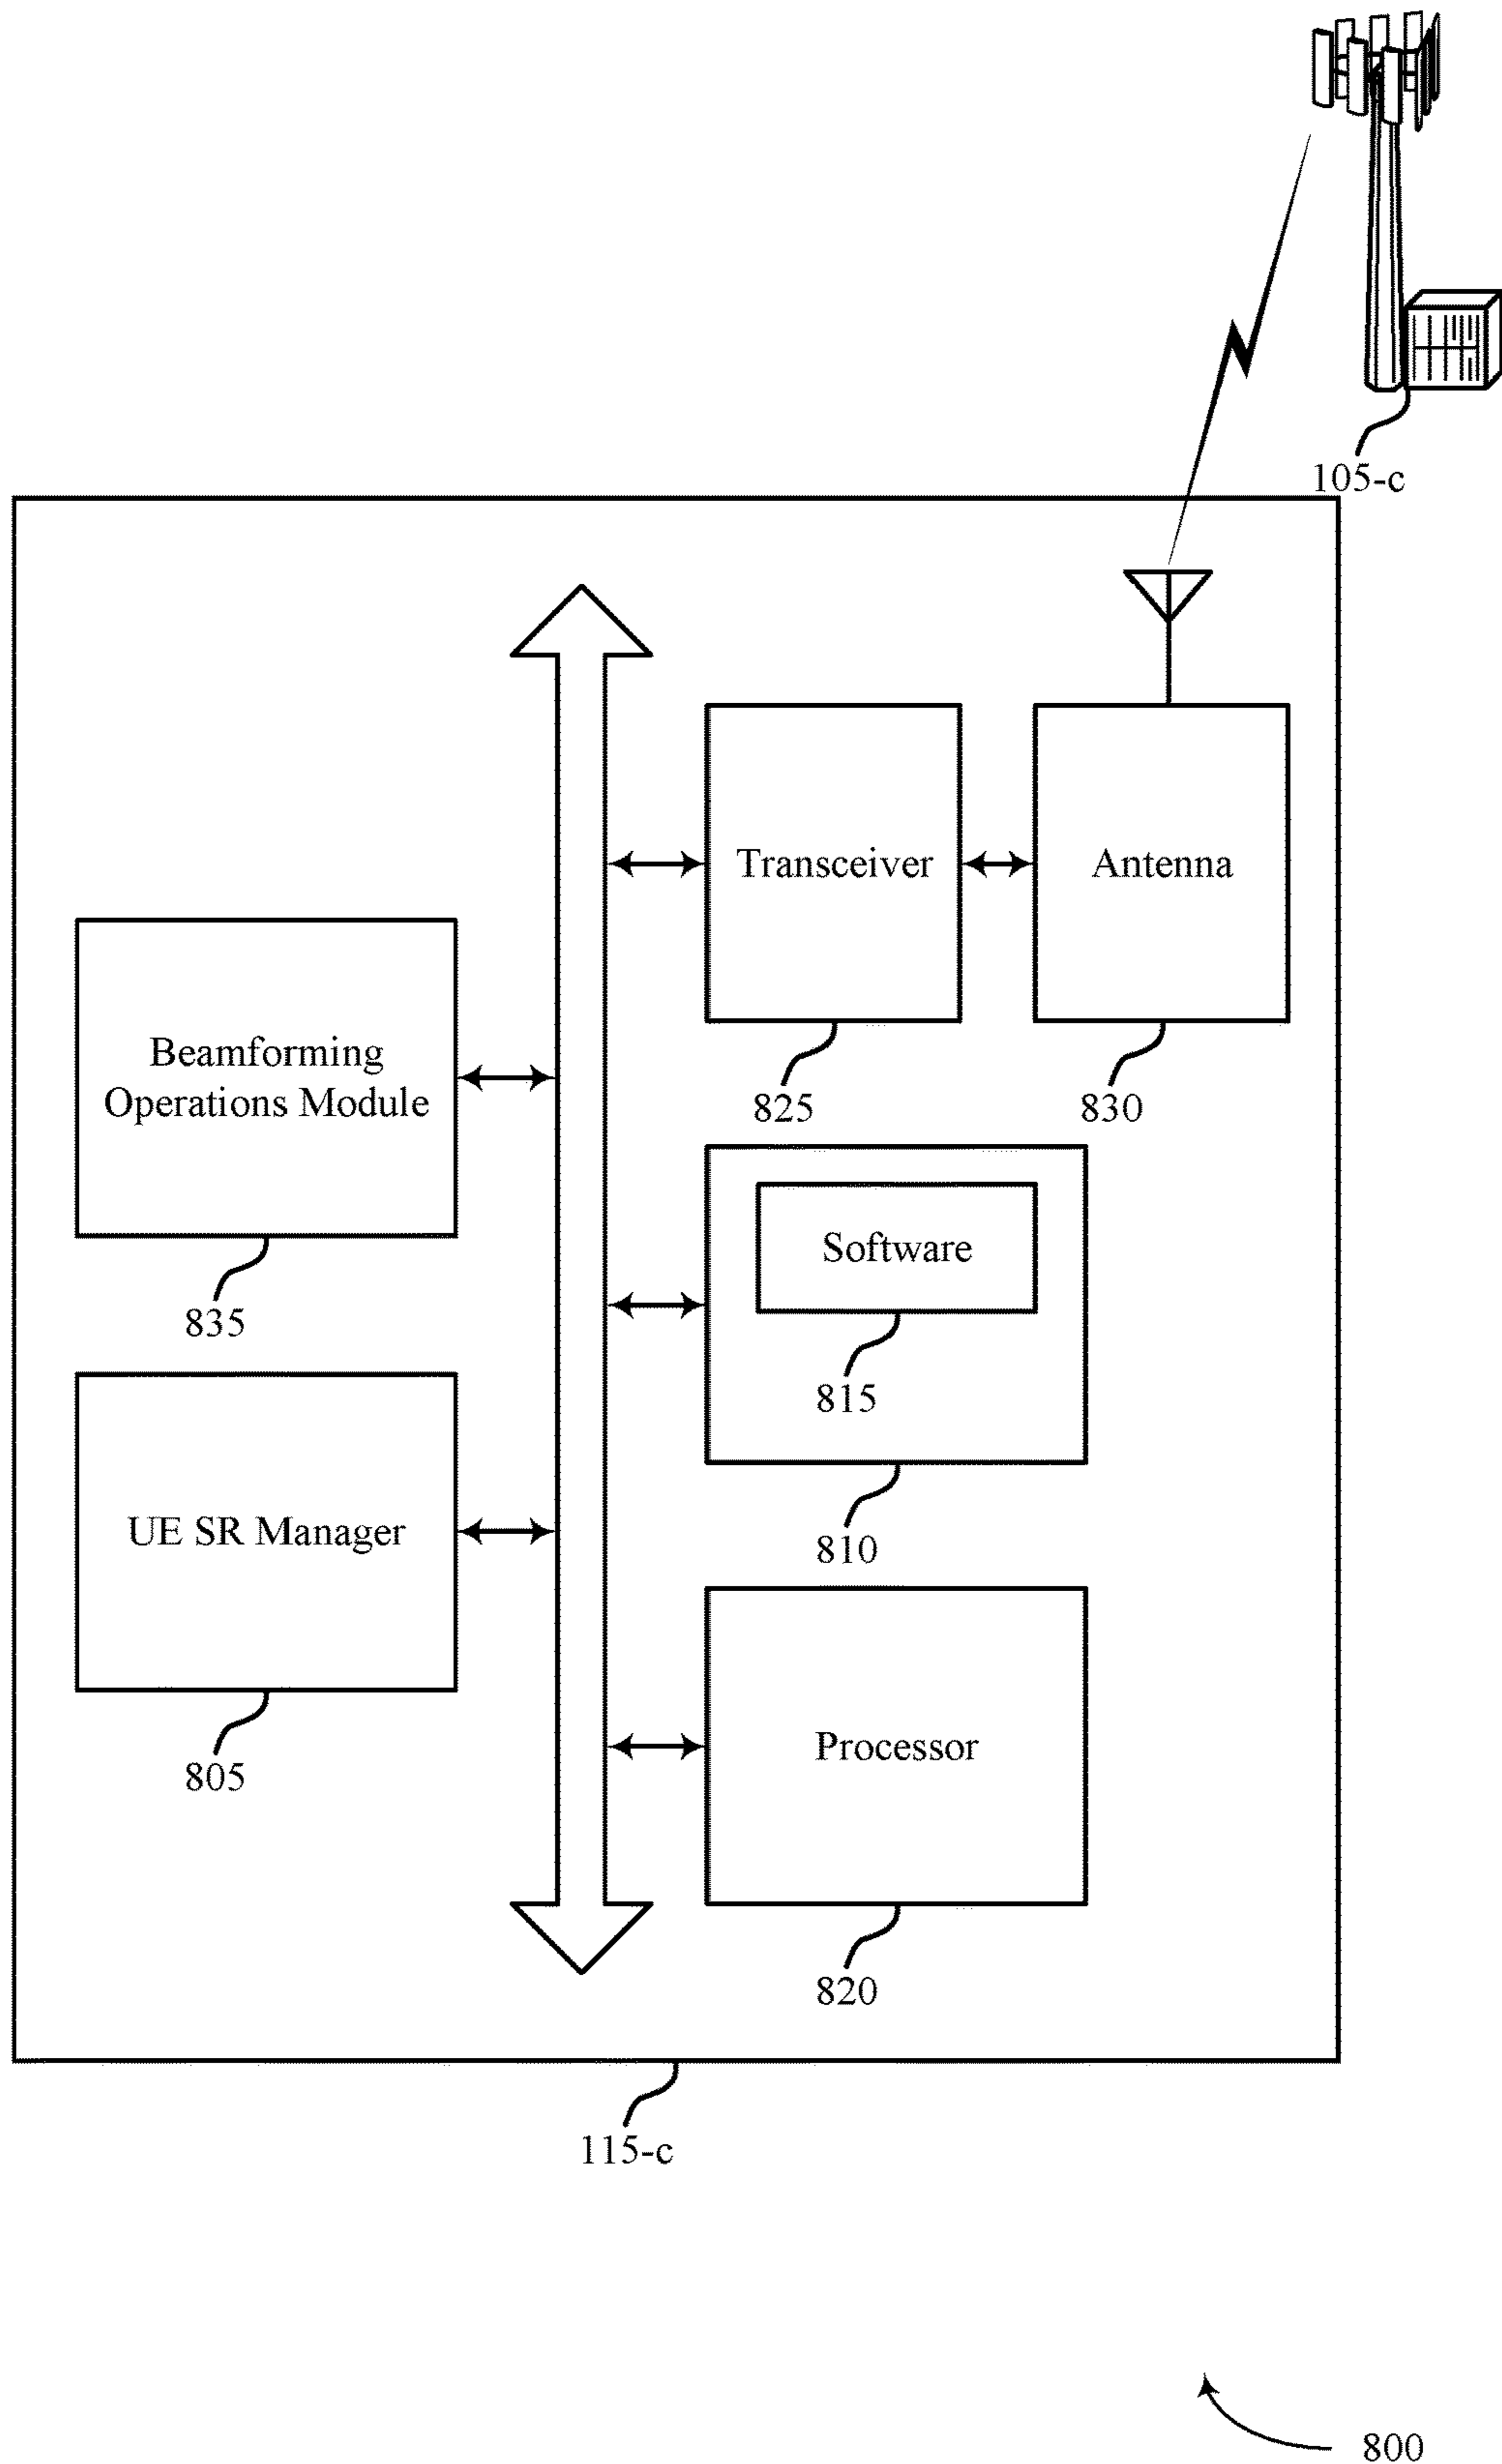 105-c
Transceiver
Antenna
825
830
Beamforming
Operations Module
835
Software
815
810
UE SR Manager
805
Processor
820
115-c
800